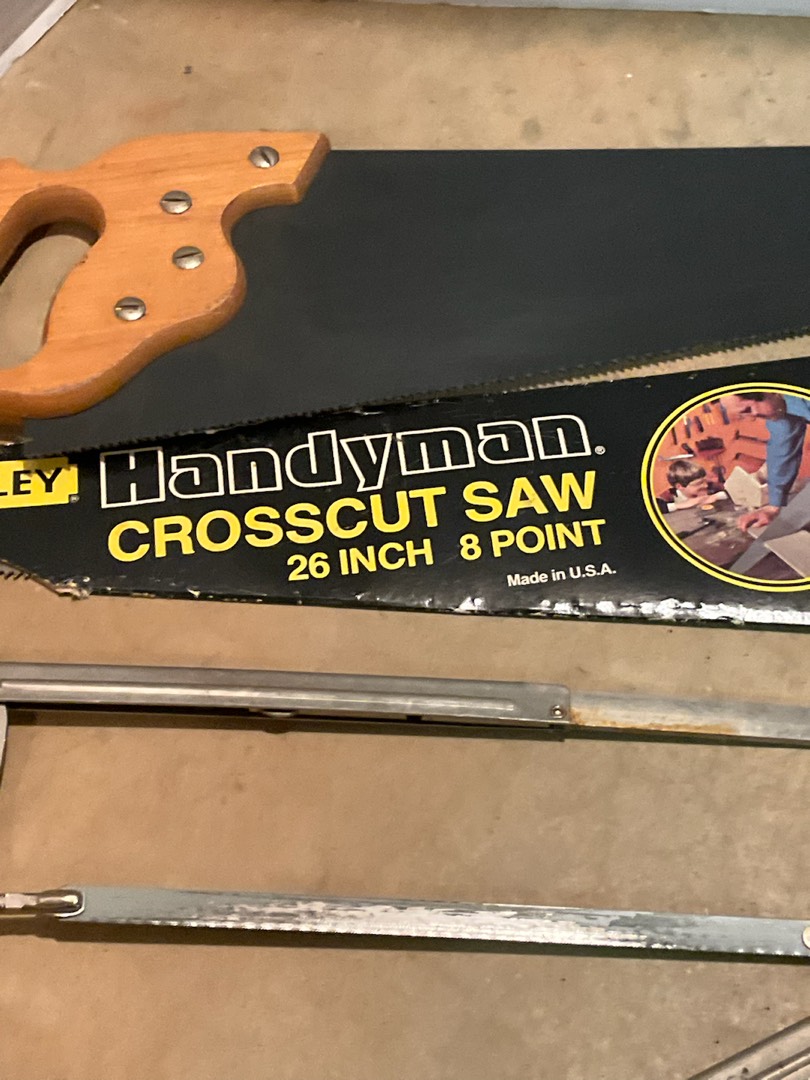 LEY®
Handyman®
CROSSCUT SAW
26 INCH 8 POINT
Made in U.S.A.